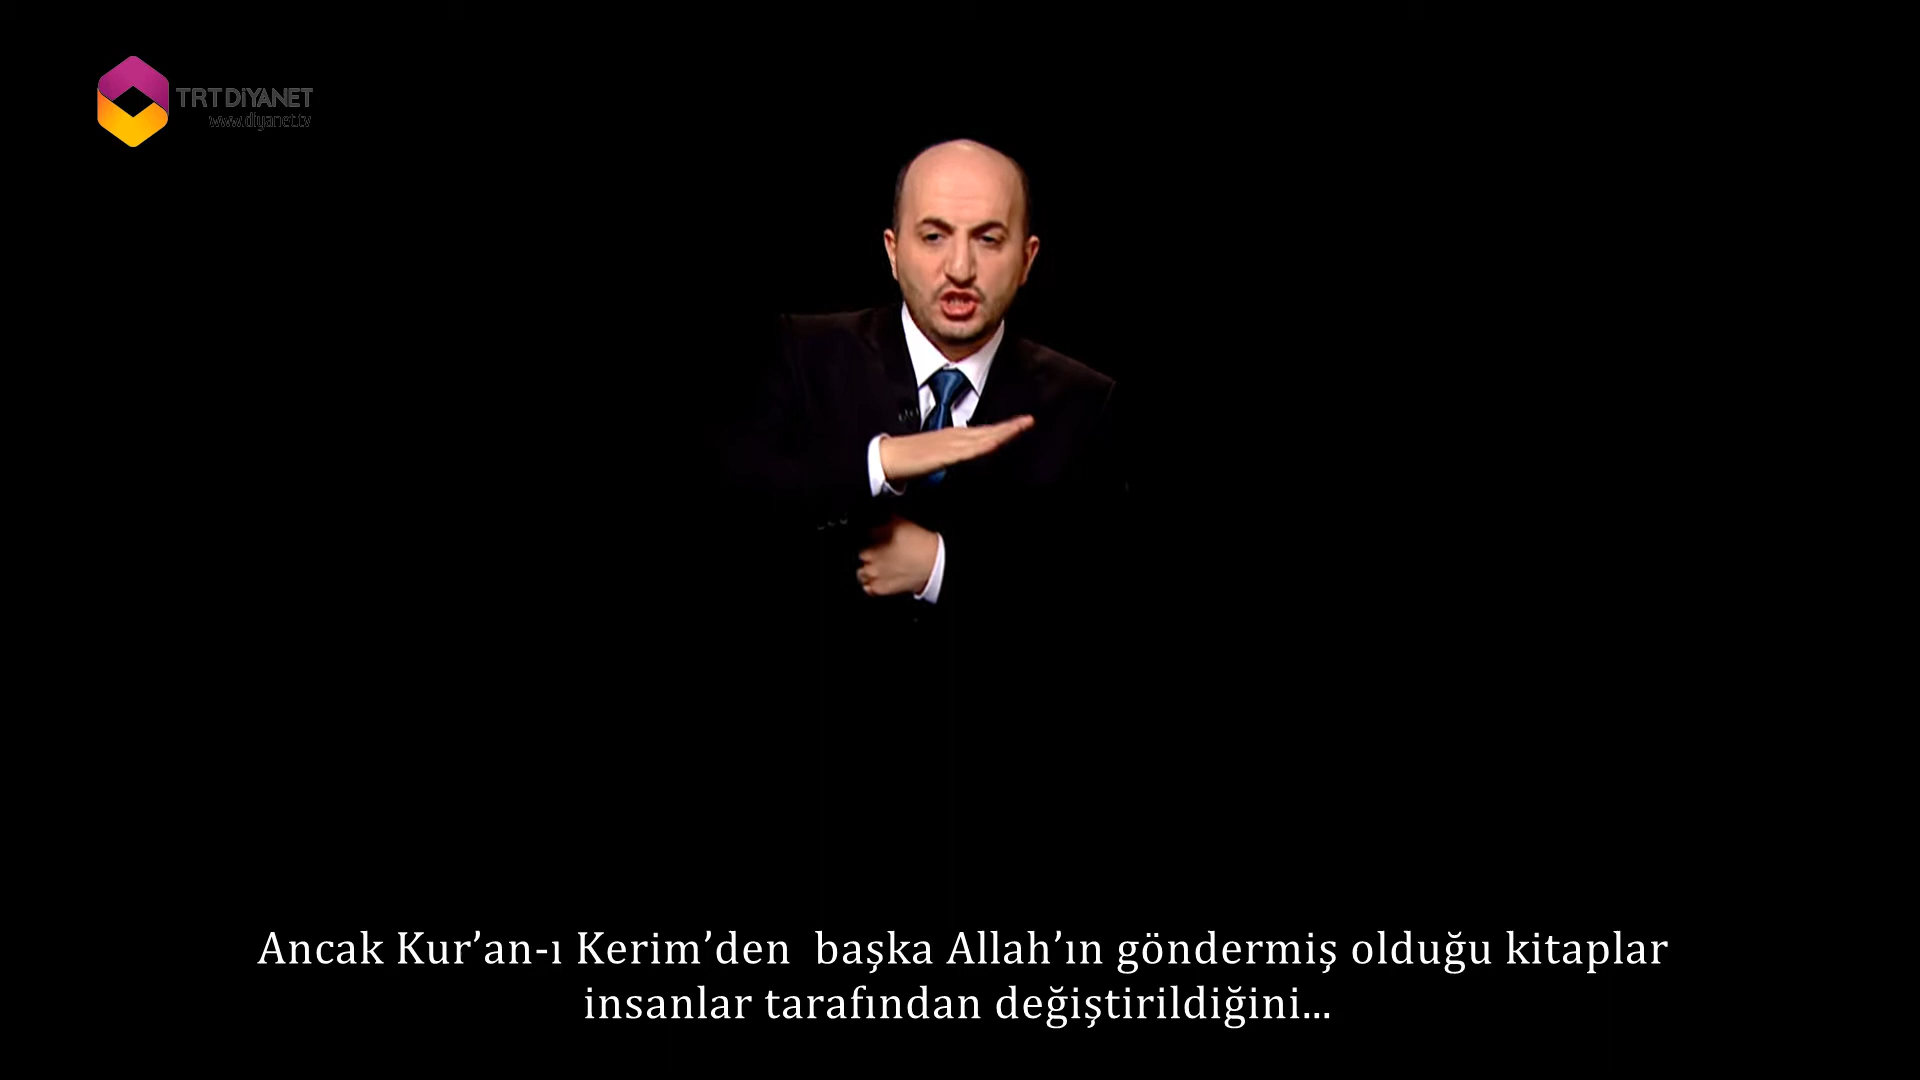 TRT DİYANET
www.diyanet.tv
Ancak Kur’an-ı Kerim’den  başka Allah’ın göndermiş olduğu kitaplar
insanlar tarafından değiştirildiğini...